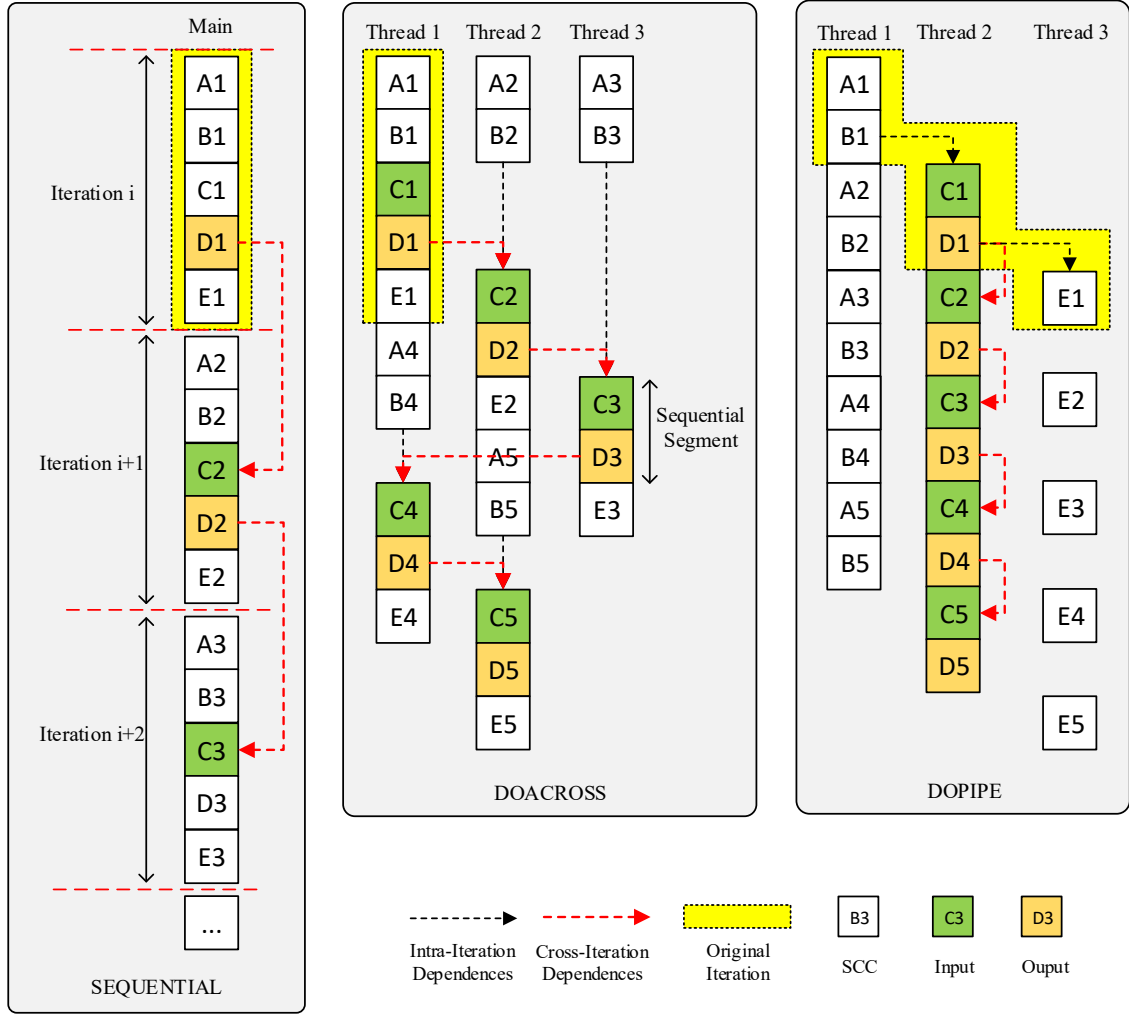 Main
A1
B1
C1
Iteration i
D1
E1
A2
B2
Iteration i+1
C2
D2
E2
A3
B3
Iteration i+2
C3
D3
E3
...
SEQUENTIAL
Thread 1 Thread 2 Thread 3
A1 A2 A3
B1 B2 B3
C1
D1
E1 C2
A4 D2
B4 E2 C3
Sequential
Segment
A5 D3
C4 B5 E3
D4
E4 C5
D5
E5
DOACROSS
Thread 1 Thread 2 Thread 3
A1
B1
A2 C1
B2 D1
A3 C2 E1
B3 D2
A4 C3 E2
B4 D3
A5 C4 E3
B5 D4
C5 E4
D5
E5
DOPIPE
B3 C3 D3
Intra-Iteration
Dependences
Cross-Iteration
Dependences
Original
Iteration
SCC
Input
Ouput